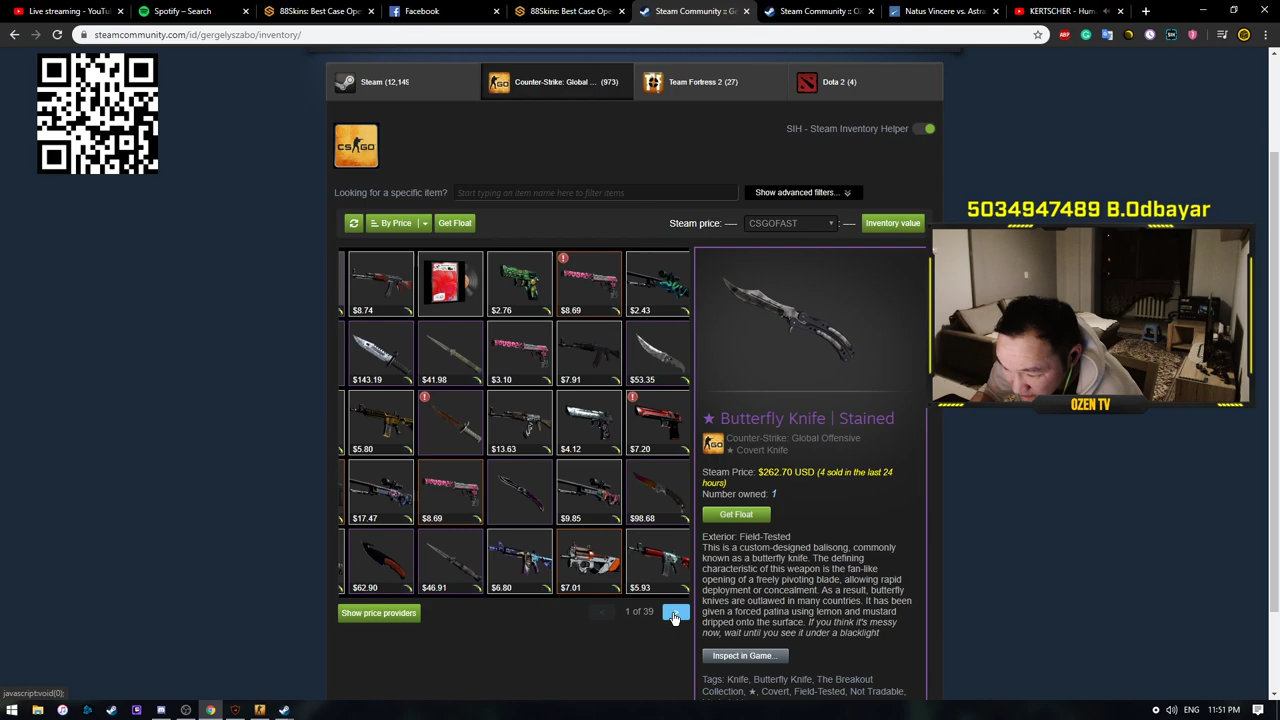 Live streaming - YouT
Spotify – Search
88Skins: Best Case Ope
Facebook
88Skins: Best Case Ope
Steam Community :: Ge
Steam Community :: OZ
Natus Vincere vs. Astra
KERTSCHER - Hum
steamcommunity.com/id/gergelyszabo/inventory/
Steam (12,149
Counter-Strike: Global ... (973)
Team Fortress 2 (27)
Dota 2 (4)
CS GO
SIH - Steam Inventory Helper
Looking for a specific item?
Start typing an item name here to filter items
Show advanced filters...
By Price
Get Float
Steam price: —
CSGOFAST
: —
Inventory value
5034947489 B.Odbayar
$8.74
$2.76
$8.69
$2.43
$143.19
$41.98
$3.10
$7.91
$53.35
$5.80
$13.63
$4.12
$7.20
$17.47
$8.69
$9.85
$98.68
$62.90
$46.91
$6.80
$7.01
$5.93
Show price providers
<
1 of 39
★ Butterfly Knife | Stained
Counter-Strike: Global Offensive
★ Covert Knife
Steam Price: $262.70 USD (4 sold in the last 24
hours)
Number owned: 1
Get Float
Exterior: Field-Tested
This is a custom-designed balisong, commonly
known as a butterfly knife. The defining
characteristic of this weapon is the fan-like
opening of a freely pivoting blade, allowing rapid
deployment or concealment. As a result, butterfly
knives are outlawed in many countries. It has been
given a forced patina using lemon and mustard
dripped onto the surface. If you think it's messy
now, wait until you see it under a blacklight
Inspect in Game...
Tags: Knife, Butterfly Knife, The Breakout
Collection, ★, Covert, Field-Tested, Not Tradable,
OZEN TV
javascript:void(0);
ENG
11:51 PM